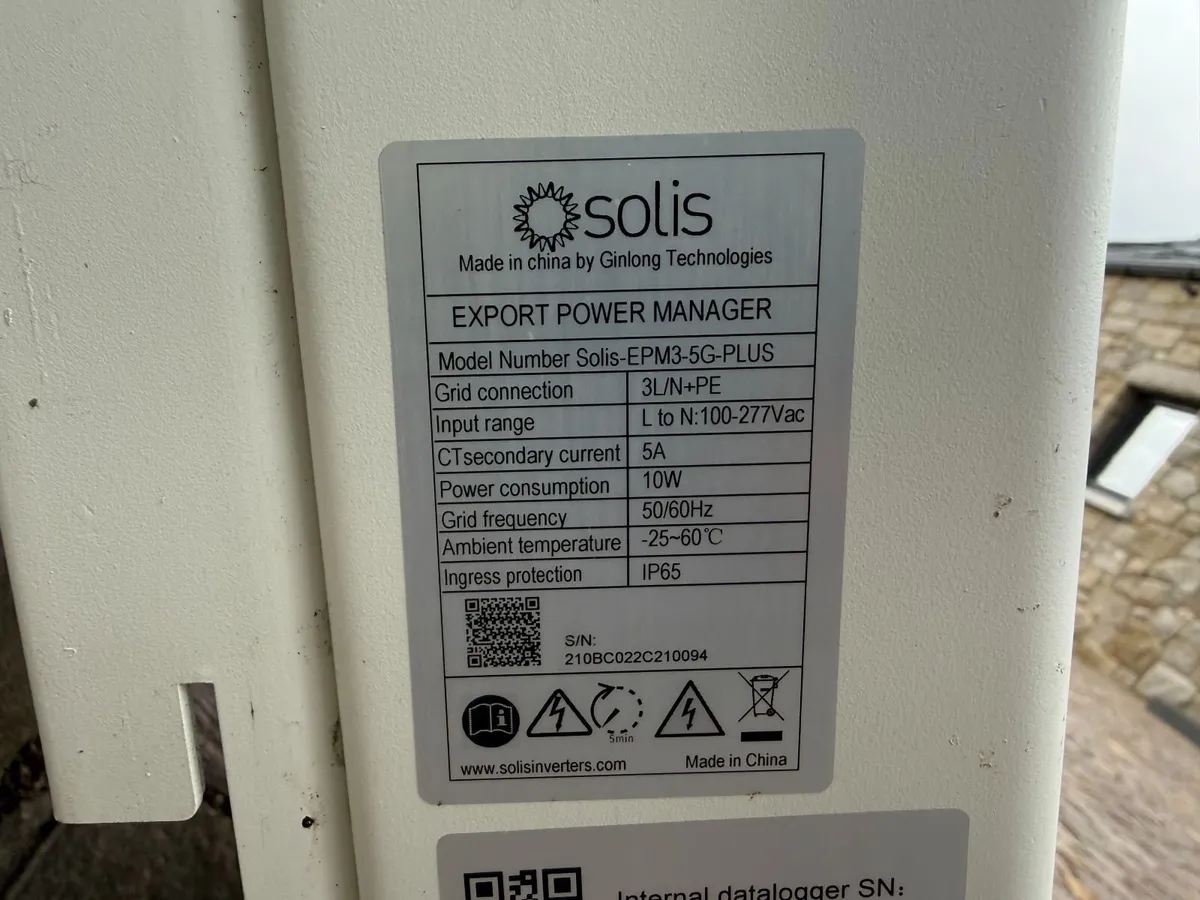 solis
Made in china by Ginlong Technologies
EXPORT POWER MANAGER
Model Number Solis-EPM3-5G-PLUS
Grid connection 3L/N+PE
Input range L to N:100-277Vac
CTsecondary current 5A
Power consumption 10W
Grid frequency 50/60Hz
Ambient temperature -25~60℃
Ingress protection IP65
S/N:
210BC022C210094
5min
www.solisinverters.com Made in China
Internal datalogger SN: